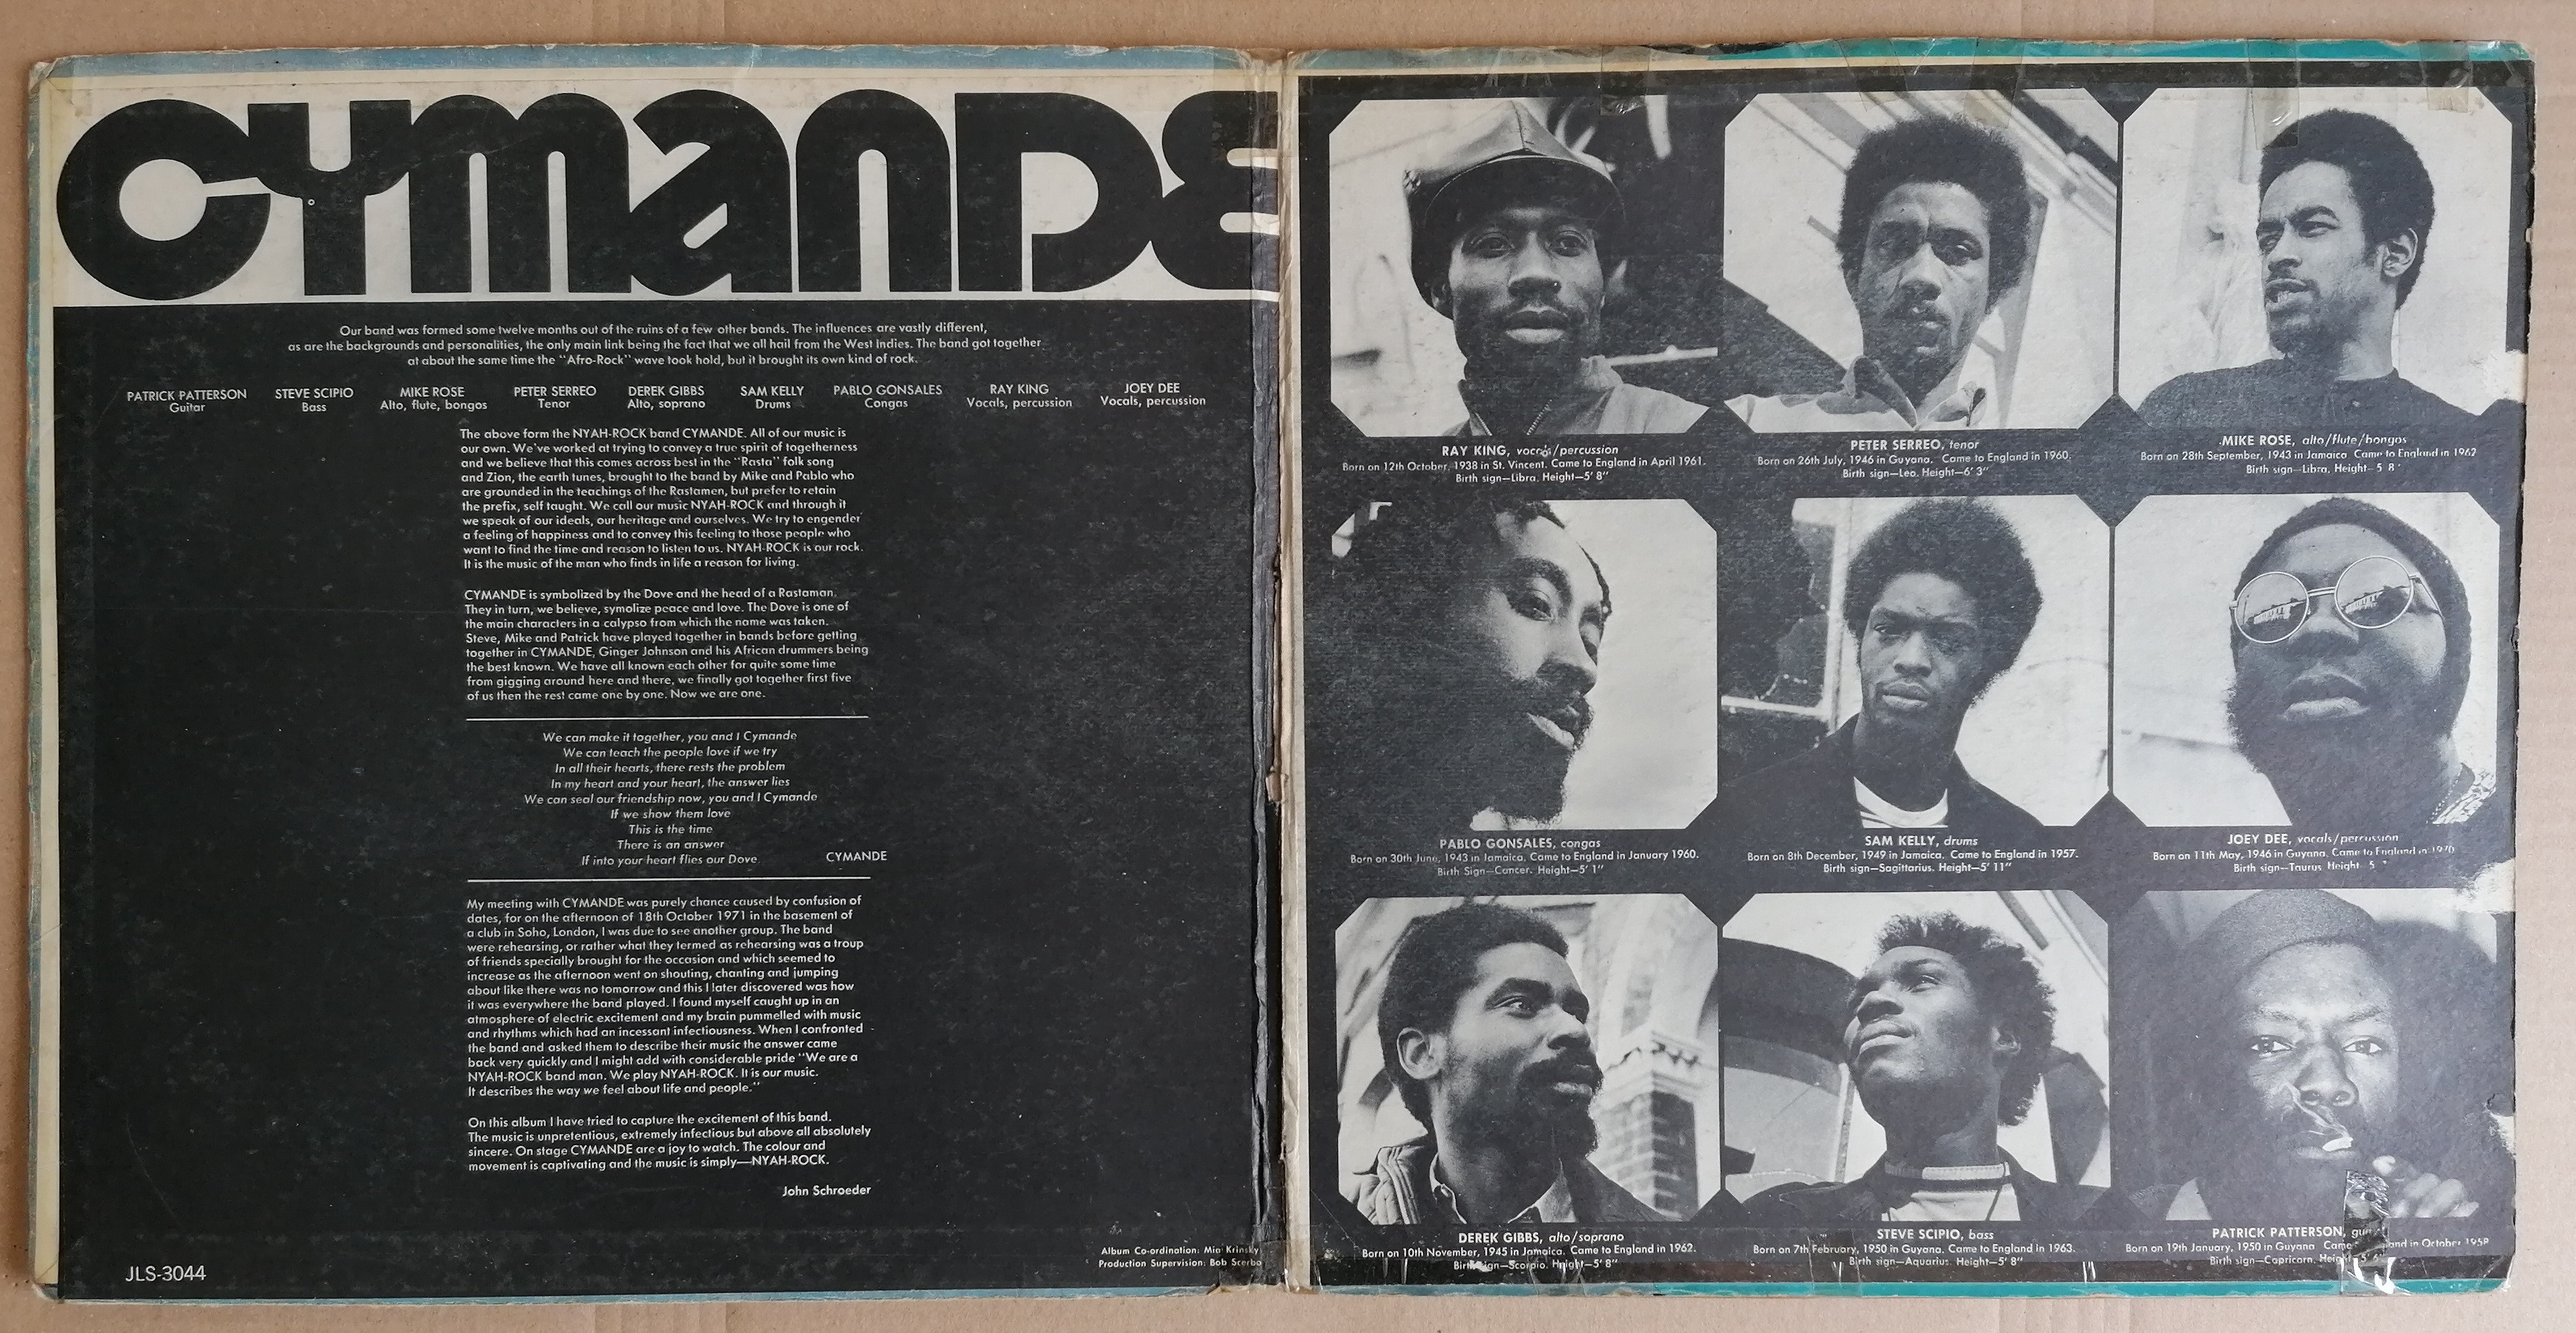 CYMANDE
Our band was formed some twelve months out of the ruins of a few other bands. The influences are vastly different,
as are the backgrounds and personalities, the only main link being the fact that we all hail from the West Indies. The band got together
at about the same time the "Afro-Rock" wave took hold, but it brought its own kind of rock.
PATRICK PATTERSON
Guitar
STEVE SCIPIO
Bass
MIKE ROSE
Alto, flute, bongos
PETER SERREO
Tenor
DEREK GIBBS
Alto, soprano
SAM KELLY
Drums
PABLO GONSALES
Congas
RAY KING
Vocals, percussion
JOEY DEE
Vocals, percussion
The above form the NYAH-ROCK band CYMANDE. All of our music is
our own. We've worked at trying to convey a true spirit of togetherness
and we believe that this comes across best in the "Rasta" folk song
and Zion, the earth tunes, brought to the band by Mike and Pablo who
are grounded in the teachings of the Rastamen, but prefer to retain
the prefix, self taught. We call our music NYAH-ROCK and through it
we speak of our ideals, our heritage and ourselves. We try to engender
a feeling of happiness and to convey this feeling to those people who
want to find the time and reason to listen to us. NYAH-ROCK is our rock.
It is the music of the man who finds in life a reason for living.
CYMANDE is symbolized by the Dove and the head of a Rastaman.
They in turn, we believe, symolize peace and love. The Dove is one of
the main characters in a calypso from which the name was taken.
Steve, Mike and Patrick have played together in bands before getting
together in CYMANDE, Ginger Johnson and his African drummers being
the best known. We have all known each other for quite some time
from gigging around here and there, we finally got together first five
of us then the rest came one by one. Now we are one.
We can make it together, you and I Cymande
We can teach the people love if we try
In all their hearts, there rests the problem
In my heart and your heart, the answer lies
We can seal our friendship now, you and I Cymande
If we show them love
This is the time
There is an answer
If into your heart flies our Dove
CYMANDE
My meeting with CYMANDE was purely chance caused by confusion of
dates, for on the afternoon of 18th October 1971 in the basement of
a club in Soho, London, I was due to see another group. The band
were rehearsing, or rather what they termed as rehearsing was a troup
of friends specially brought for the occasion and which seemed to
increase as the afternoon went on shouting, chanting and jumping
about like there was no tomorrow and this I later discovered was how
it was everywhere the band played. I found myself caught up in an
atmosphere of electric excitement and my brain pummelled with music
and rhythms which had an incessant infectiousness. When I confronted
the band and asked them to describe their music the answer came
back very quickly and I might add with considerable pride "We are a
NYAH-ROCK band man. We play NYAH-ROCK. It is our music.
It describes the way we feel about life and people."
On this album I have tried to capture the excitement of this band.
The music is unpretentious, extremely infectious but above all absolutely
sincere. On stage CYMANDE are a joy to watch. The colour and
movement is captivating and the music is simply—NYAH-ROCK.
John Schroeder
Album Co-ordination: Mia Krinsky
Production Supervision: Bob Scerbo
JLS-3044
RAY KING, vocals/percussion
Born on 12th October, 1938 in St. Vincent. Came to England in April 1961.
Birth sign—Libra. Height—5' 8"
PETER SERREO, tenor
Born on 26th July, 1946 in Guyana. Came to England in 1960.
Birth sign—Leo. Height—6' 3"
MIKE ROSE, alto/flute/bongos
Born on 28th September, 1943 in Jamaica. Came to England in 1962
Birth sign—Libra. Height—5' 8"
PABLO GONSALES, congas
Born on 30th June, 1943 in Jamaica. Came to England in January 1960.
Birth Sign—Cancer. Height—5' 1"
SAM KELLY, drums
Born on 8th December, 1949 in Jamaica. Came to England in 1957.
Birth sign—Sagittarius. Height—5' 11"
JOEY DEE, vocals/percussion
Born on 11th May, 1946 in Guyana. Came to England in
Birth sign—Taurus. Height—5
DEREK GIBBS, alto/soprano
Born on 10th November, 1945 in Jamaica. Came to England in 1962.
Birth sign—Scorpio. Height—5' 8"
STEVE SCIPIO, bass
Born on 7th February, 1950 in Guyana. Came to England in 1963.
Birth sign—Aquarius. Height—5' 8"
PATRICK PATTERSON,
Born on 19th January, 1950 in Guyana Came in October 1958
Birth sign—Capricorn.